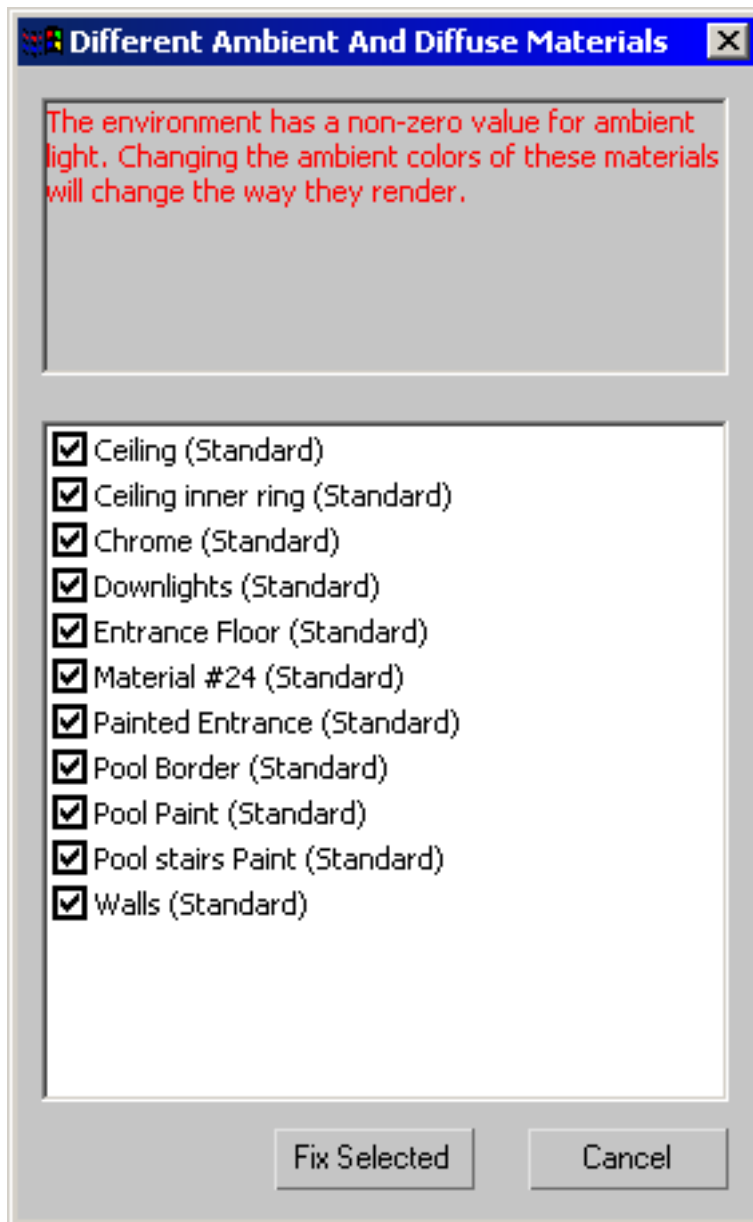 Different Ambient And Diffuse Materials
The environment has a non-zero value for ambient
light. Changing the ambient colors of these materials
will change the way they render.
Ceiling (Standard)
Ceiling inner ring (Standard)
Chrome (Standard)
Downlights (Standard)
Entrance Floor (Standard)
Material #24 (Standard)
Painted Entrance (Standard)
Pool Border (Standard)
Pool Paint (Standard)
Pool stairs Paint (Standard)
Walls (Standard)
Fix Selected Cancel